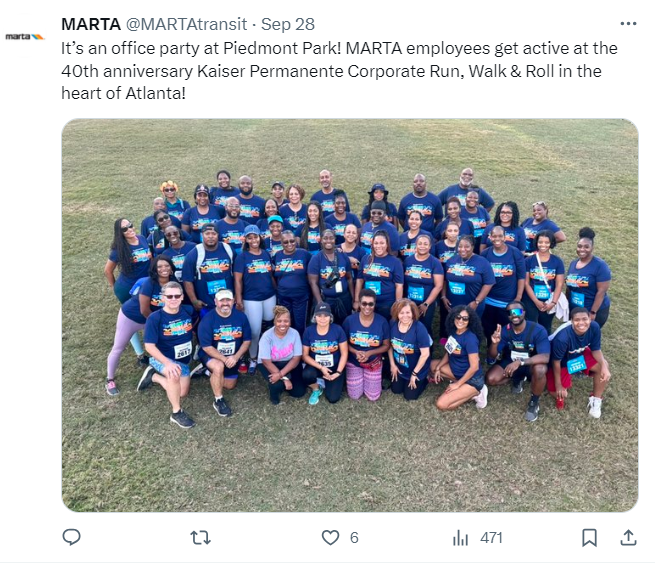 marta
MARTA @MARTAtransit · Sep 28
It’s an office party at Piedmont Park! MARTA employees get active at the
40th anniversary Kaiser Permanente Corporate Run, Walk & Roll in the
heart of Atlanta!
6
471